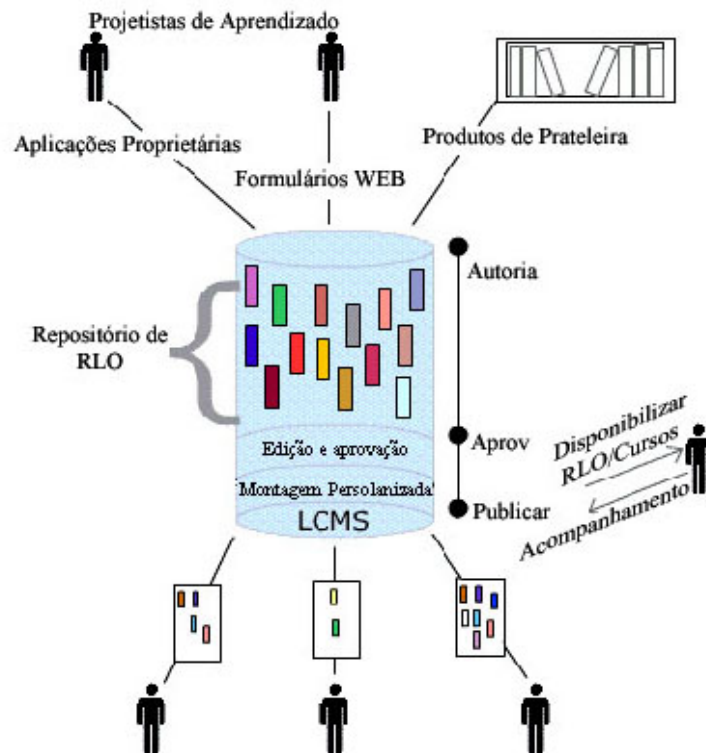 Projetistas de Aprendizado
Aplicações Proprietárias
Formulários WEB
Produtos de Prateleira
Autoria
Repositório de
RLO
Edição e aprovação
Aprov
Disponibilizar
RLO/Cursos
"Montagem Persolanizada"
LCMS
Publicar
Acompanhamento